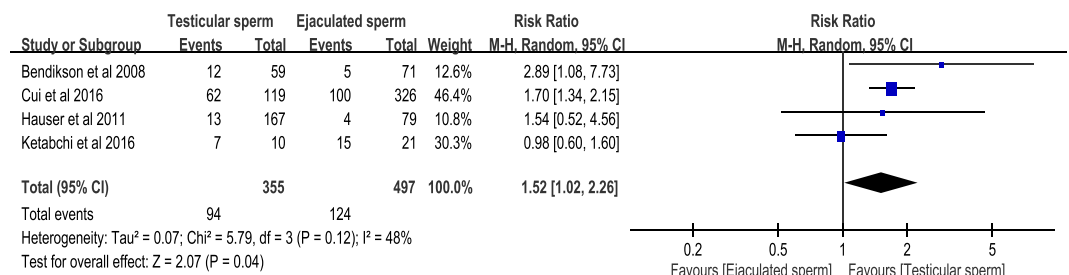 Testicular sperm Ejaculated sperm Risk Ratio Risk Ratio
Study or Subgroup Events Total Events Total Weight M-H. Random. 95% CI M-H. Random. 95% CI
Bendikson et al 2008 12 59 5 71 12.6% 2.89 [1.08, 7.73]
Cui et al 2016 62 119 100 326 46.4% 1.70 [1.34, 2.15]
Hauser et al 2011 13 167 4 79 10.8% 1.54 [0.52, 4.56]
Ketabchi et al 2016 7 10 15 21 30.3% 0.98 [0.60, 1.60]
Total (95% CI) 355 497 100.0% 1.52 [1.02, 2.26]
Total events 94 124
Heterogeneity: Tau² = 0.07; Chi² = 5.79, df = 3 (P = 0.12); I² = 48%
Test for overall effect: Z = 2.07 (P = 0.04)
0.2 0.5 1 2 5
Favours [Ejaculated sperm] Favours [Testicular sperm]